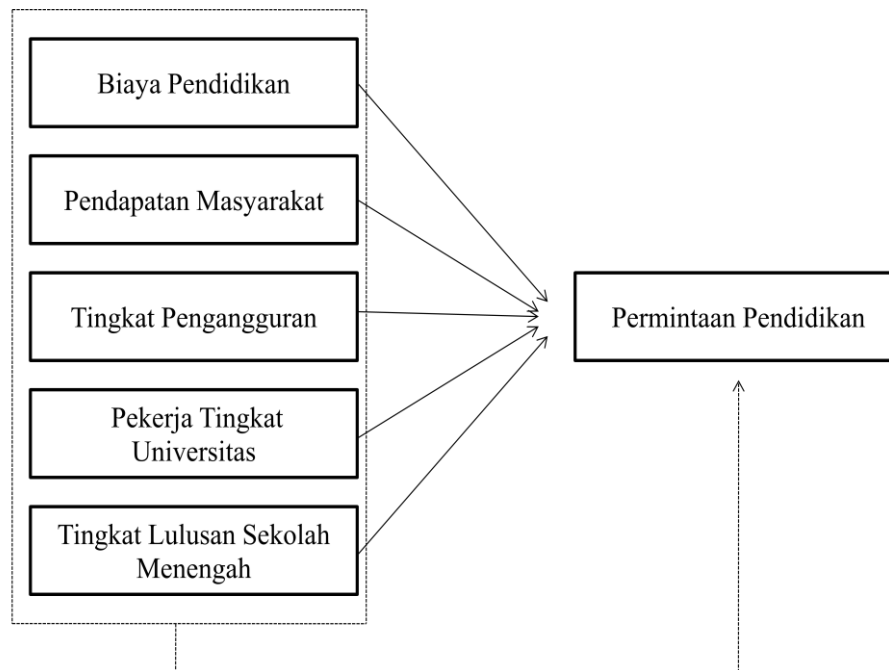 Biaya Pendidikan
Pendapatan Masyarakat
Tingkat Pengangguran
Pekerja Tingkat
Universitas
Tingkat Lulusan Sekolah
Menengah
Permintaan Pendidikan